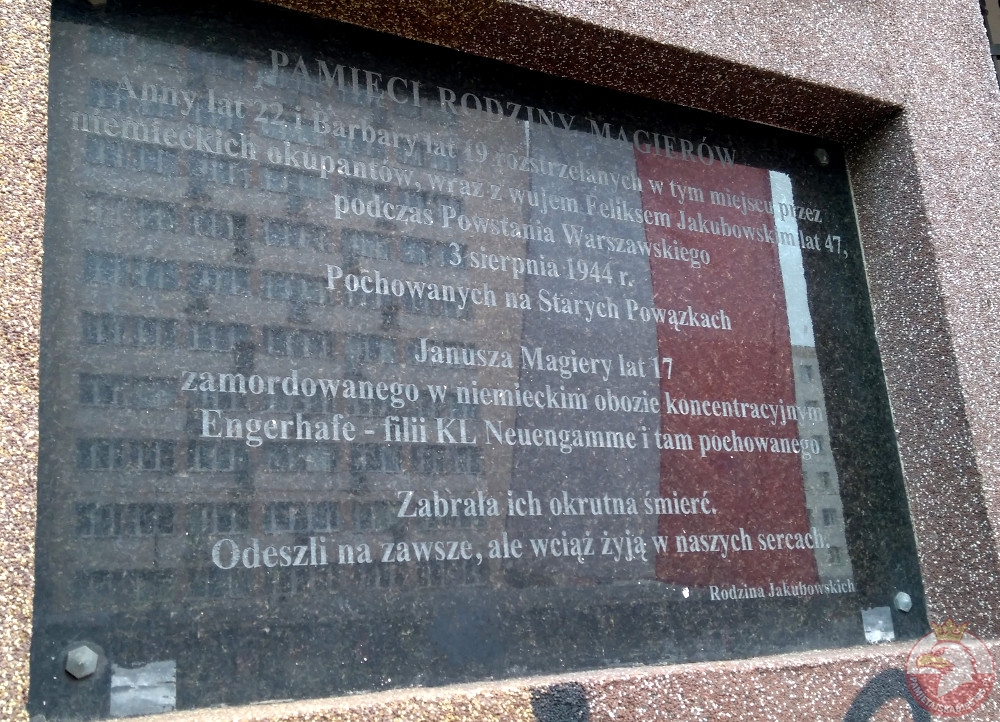 PAMIĘCI RODZINY MAGIERÓW
Anny lat 22 i Barbary lat 19 rozstrzelanych w tym miejscu przez
niemieckich okupantów, wraz z wujem Feliksem Jakubowskim lat 47,
podczas Powstania Warszawskiego
3 sierpnia 1944 r.
Pochowanych na Starych Powązkach
Janusza Magiery lat 17
zamordowanego w niemieckim obozie koncentracyjnym
Engerhafe - filii KL Neuengamme i tam pochowanego
Zabrała ich okrutna śmierć.
Odeszli na zawsze, ale wciąż żyją w naszych sercach.
Rodzina Jakubowskich